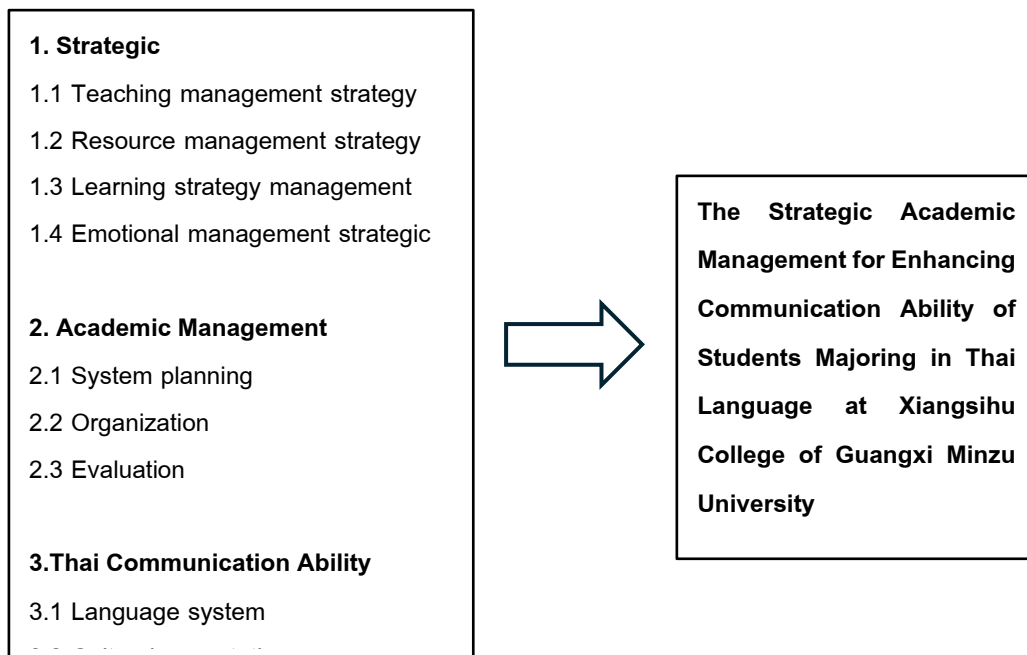 1. Strategic
1.1 Teaching management strategy
1.2 Resource management strategy
1.3 Learning strategy management
1.4 Emotional management strategic
2. Academic Management
2.1 System planning
2.2 Organization
2.3 Evaluation
3.Thai Communication Ability
3.1 Language system
The Strategic Academic
Management for Enhancing
Communication Ability of
Students Majoring in Thai
Language at Xiangsihu
College of Guangxi Minzu
University